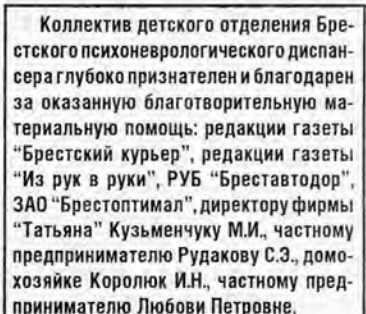 Коллектив детского отделения Бре-
стского психоневрологического диспан-
сера глубоко признателен и благодарен
за оказанную благотворительную ма-
териальную помощь: редакции газеты
"Брестский курьер", редакции газеты
"Из рук в руки", РУБ "Бреставтодор",
ЗАО "Брестоптимал", директору фирмы
"Татьяна" Кузьменчуку М.И., частному
предпринимателю Рудакову С.Э., домо-
хозяйке Королюк И.Н., частному пред-
принимателю Любови Петровне.